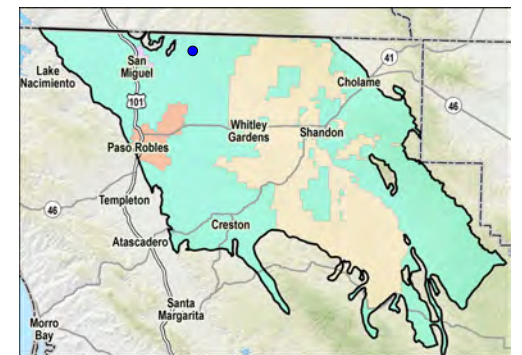 San
Miguel
Lake
Nacimiento
41
Cholame
101
46
Whitley
Gardens
Shandon
Paso Robles
Templeton
46
Creston
Atascadero
Santa
Margarita
Morro
Bay